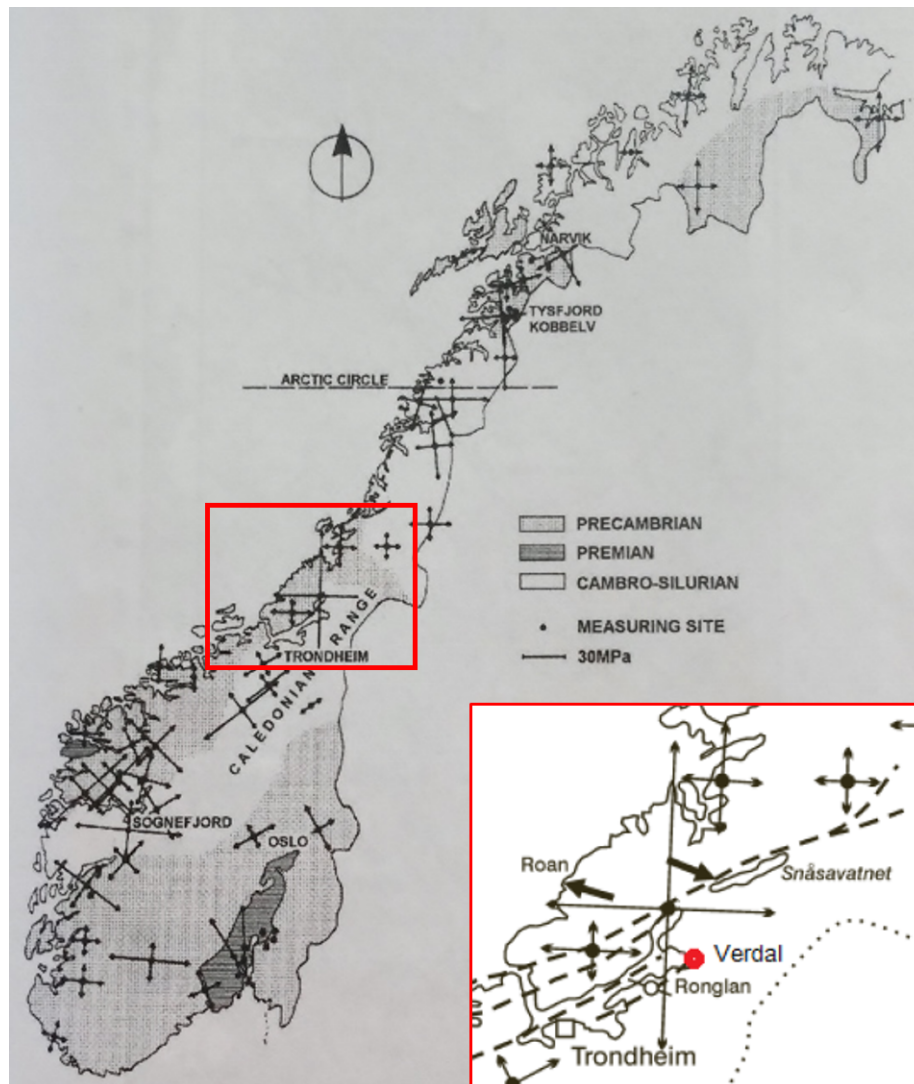 NARVIK
TYSFJORD
KOBBELV
ARCTIC CIRCLE
PRECAMBRIAN
PREMIAN
CAMBRO-SILURIAN
MEASURING SITE
30MPa
TRONDHEIM
CALEDONIAN RANGE
SOGNEFJORD
OSLO
Roan
Snåsavatnet
Verdal
Ronglan
Trondheim